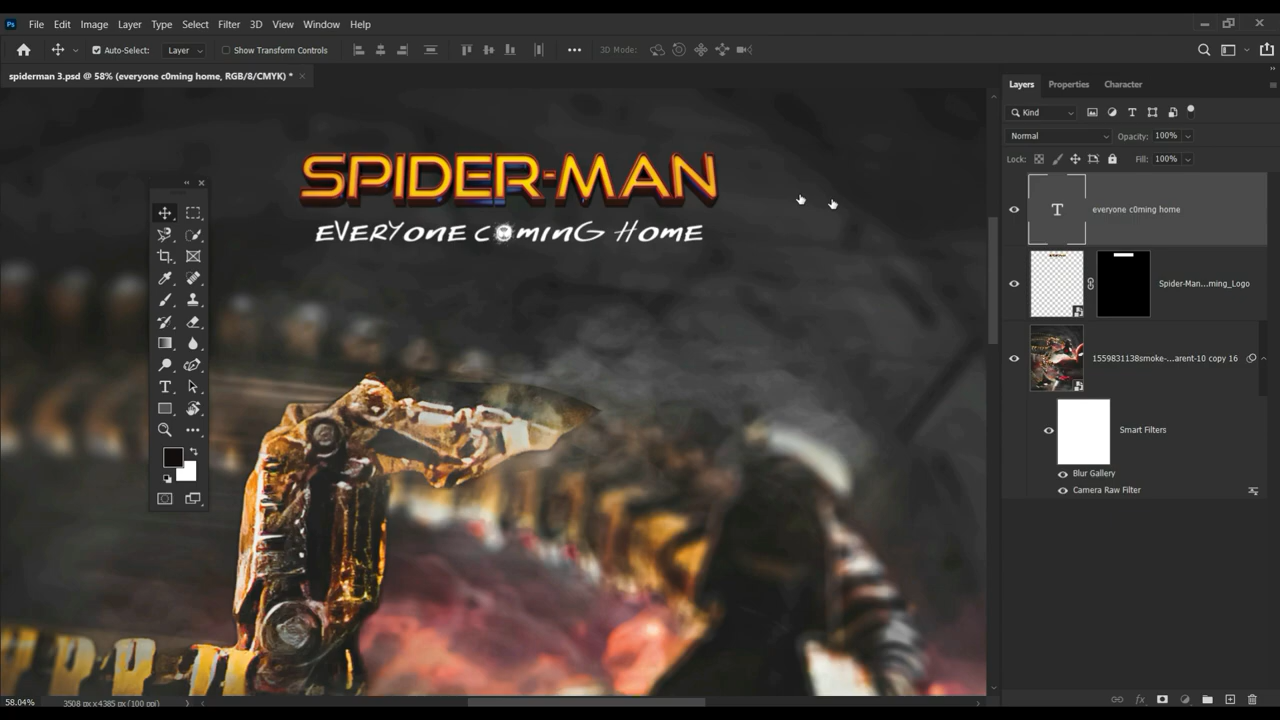 Ps File Edit Image Layer Type Select Filter 3D View Window Help
Auto-Select: Layer Show Transform Controls 3D Mode:
spiderman 3.psd @ 58% (everyone c0ming home, RGB/8/CMYK) *
Layers Properties Character
Kind
Normal Opacity: 100%
Lock: Fill: 100%
SPIDER-MAN
EVERYONE COMING HOME
everyone c0ming home
Spider-Man...ming_Logo
1559831138smoke-...arent-10 copy 16
Smart Filters
Blur Gallery
Camera Raw Filter
58.04% 3508 px x 4385 px (100 ppi)